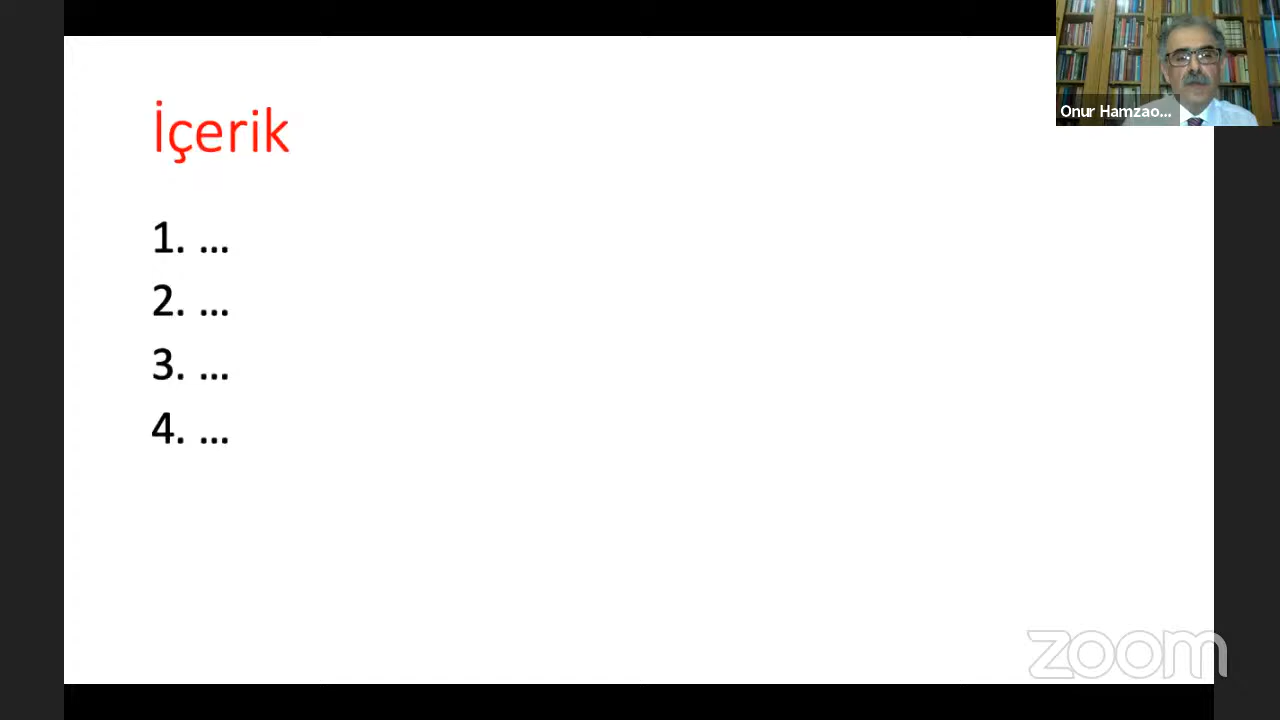 İçerik
1. ...
2. ...
3. ...
4. ...
Onur Hamzao...
zoom